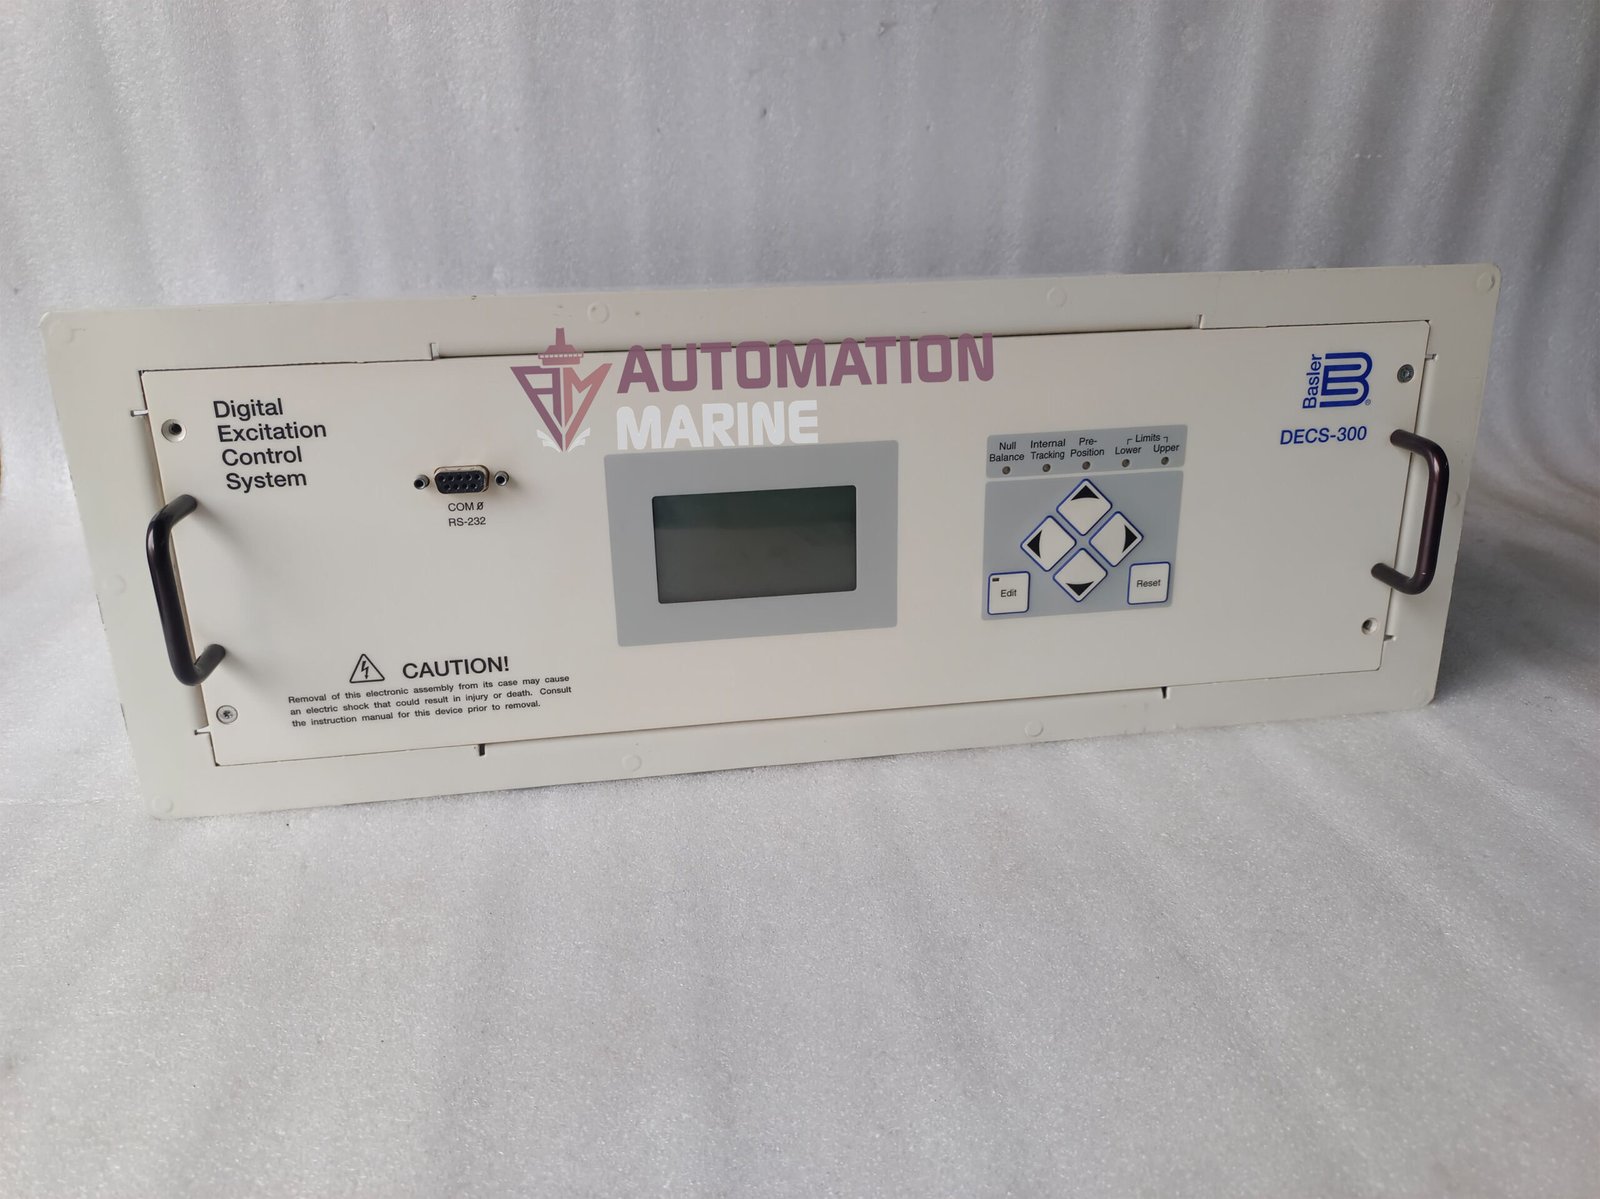 AM AUTOMATION
MARINE
Digital
Excitation
Control
System
COM Ø
RS-232
CAUTION!
Removal of this electronic assembly from its case may cause
an electric shock that could result in injury or death. Consult
the instruction manual for this device prior to removal.
Null
Balance
Internal
Tracking
Pre-
Position
Limits
Lower
Upper
Edit
Reset
Basler
B®
DECS-300